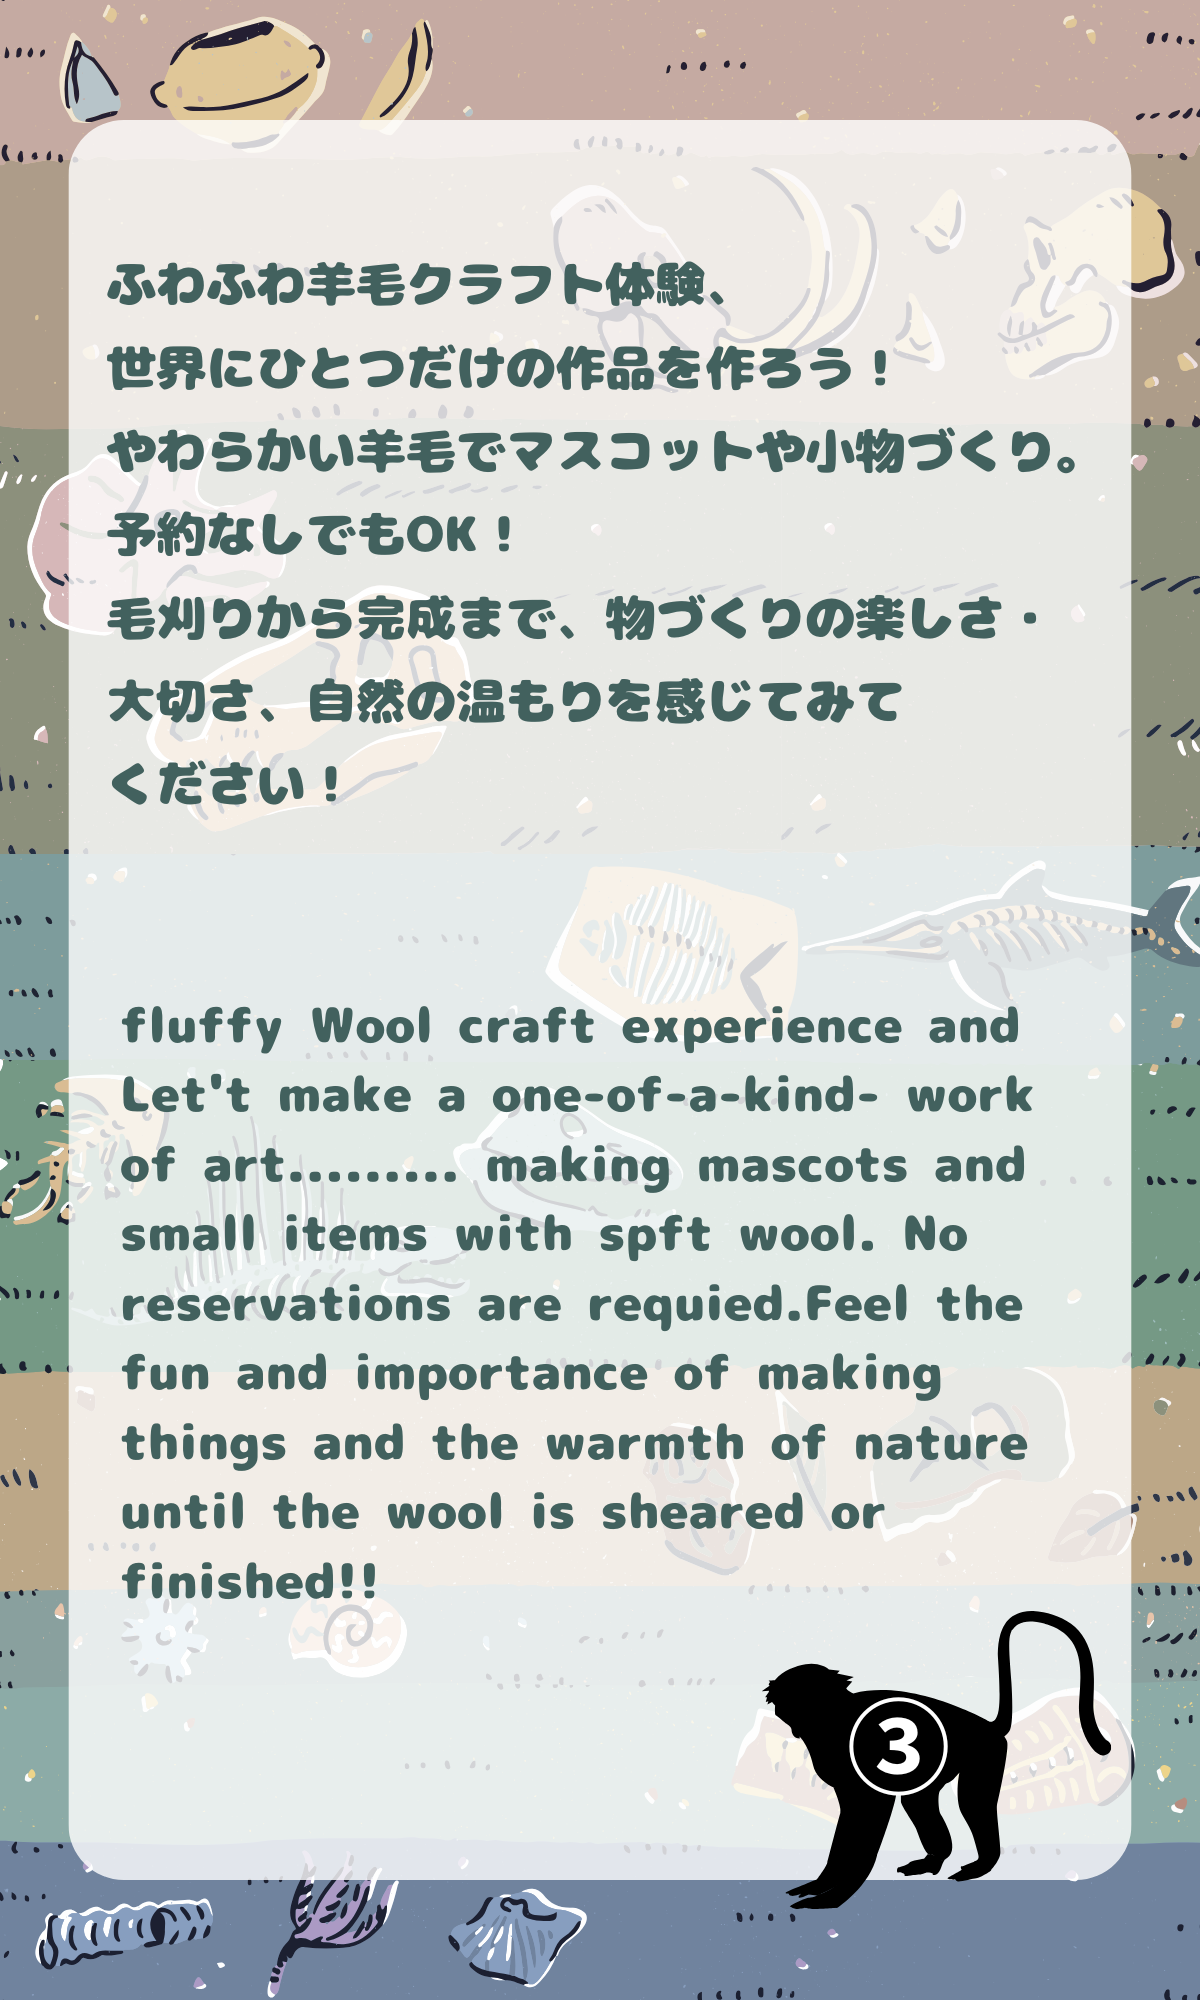 ふわふわ羊毛クラフト体験、
世界にひとつだけの作品を作ろう！
やわらかい羊毛でマスコットや小物づくり。
予約なしでもOK！
毛刈りから完成まで、物づくりの楽しさ・
大切さ、自然の温もりを感じてみて
ください！
fluffy Wool craft experience and
Let't make a one-of-a-kind- work
of art......... making mascots and
small items with spft wool. No
reservations are requied.Feel the
fun and importance of making
things and the warmth of nature
until the wool is sheared or
finished!!
3